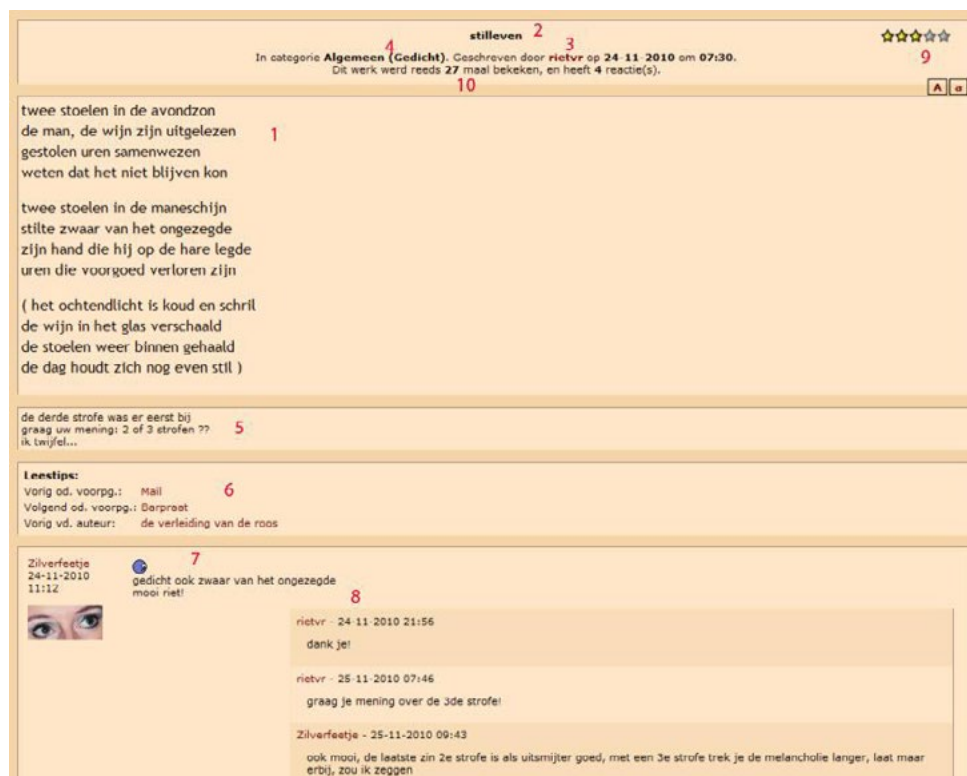 stilleven 2
4 3
In categorie Algemeen (Gedicht). Geschreven door rietvr op 24-11-2010 om 07:30.
9
Dit werk werd reeds 27 maal bekeken, en heeft 4 reactie(s).
10
A α
twee stoelen in de avondzon
de man, de wijn zijn uitgelezen 1
gestolen uren samenwezen
weten dat het niet blijven kon
twee stoelen in de maneschijn
stilte zwaar van het ongezegde
zijn hand die hij op de hare legde
uren die voorgoed verloren zijn
( het ochtendlicht is koud en schril
de wijn in het glas verschaald
de stoelen weer binnen gehaald
de dag houdt zich nog even stil )
de derde strofe was er eerst bij
graag uw mening: 2 of 3 strofen ?? 5
ik twijfel...
Leestips:
Vorig od. voorpg.: Mail 6
Volgend od. voorpg.: Barpraat
Vorig vd. auteur: de verleiding van de roos
7
Zilverfeetje
24-11-2010
11:12
gedicht ook zwaar van het ongezegde
mooi riet!
8
rietvr - 24-11-2010 21:56
dank je!
rietvr - 25-11-2010 07:46
graag je mening over de 3de strofe!
Zilverfeetje - 25-11-2010 09:43
ook mooi, de laatste zin 2e strofe is als uitsmijter goed, met een 3e strofe trek je de melancholie langer, laat maar
erbij, zou ik zeggen